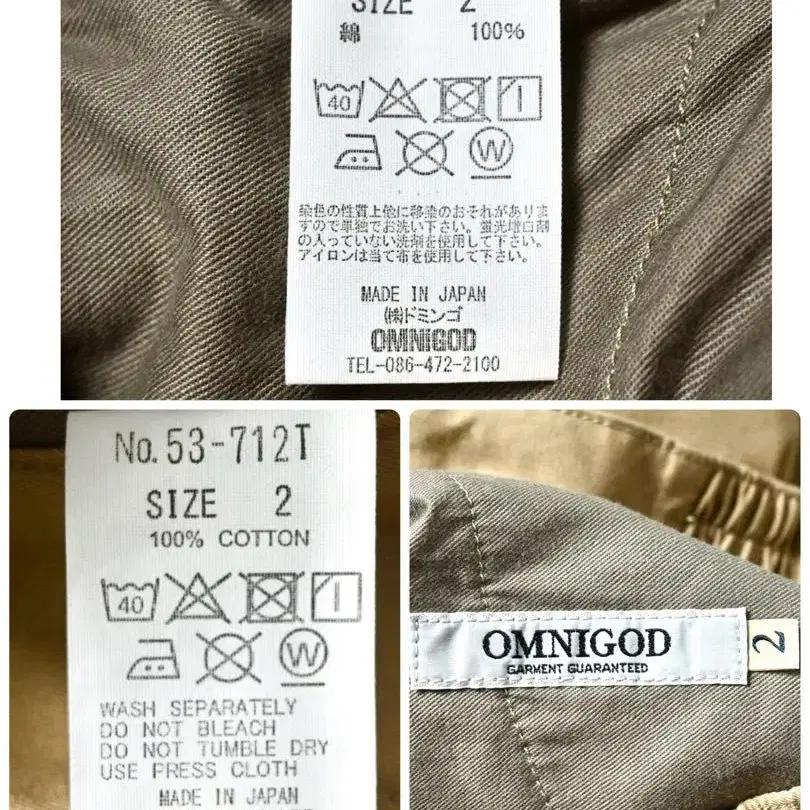 SIZE 2
綿 100%
40
W
染色の性質上他に移染のおそれがありま
すので単独でお洗い下さい。蛍光増白剤
の入っていない洗剤を使用して下さい。
アイロンは当て布を使用して下さい。
MADE IN JAPAN
㈱ドミンゴ
OMNIGOD
TEL-086-472-2100
No. 53-712T
SIZE 2
100% COTTON
40
W
WASH SEPARATELY
DO NOT BLEACH
DO NOT TUMBLE DRY
USE PRESS CLOTH
MADE IN JAPAN
OMNIGOD
GARMENT GUARANTEED
2